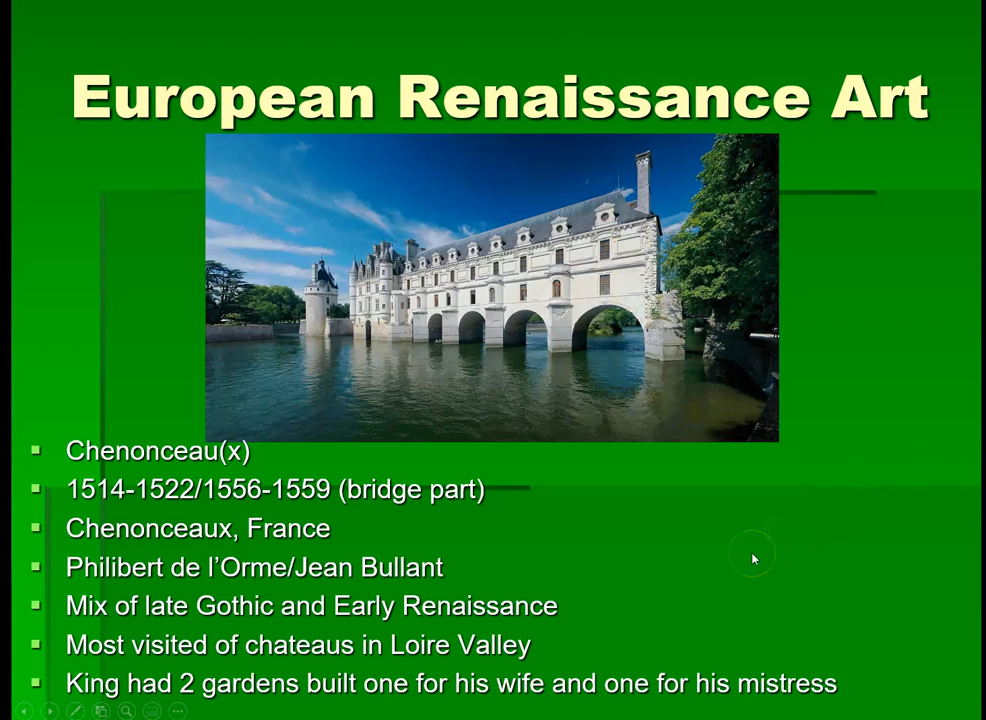 European Renaissance Art
Chenonceau(x)
1514-1522/1556-1559 (bridge part)
Chenonceaux, France
Philibert de l’Orme/Jean Bullant
Mix of late Gothic and Early Renaissance
Most visited of chateaus in Loire Valley
King had 2 gardens built one for his wife and one for his mistress